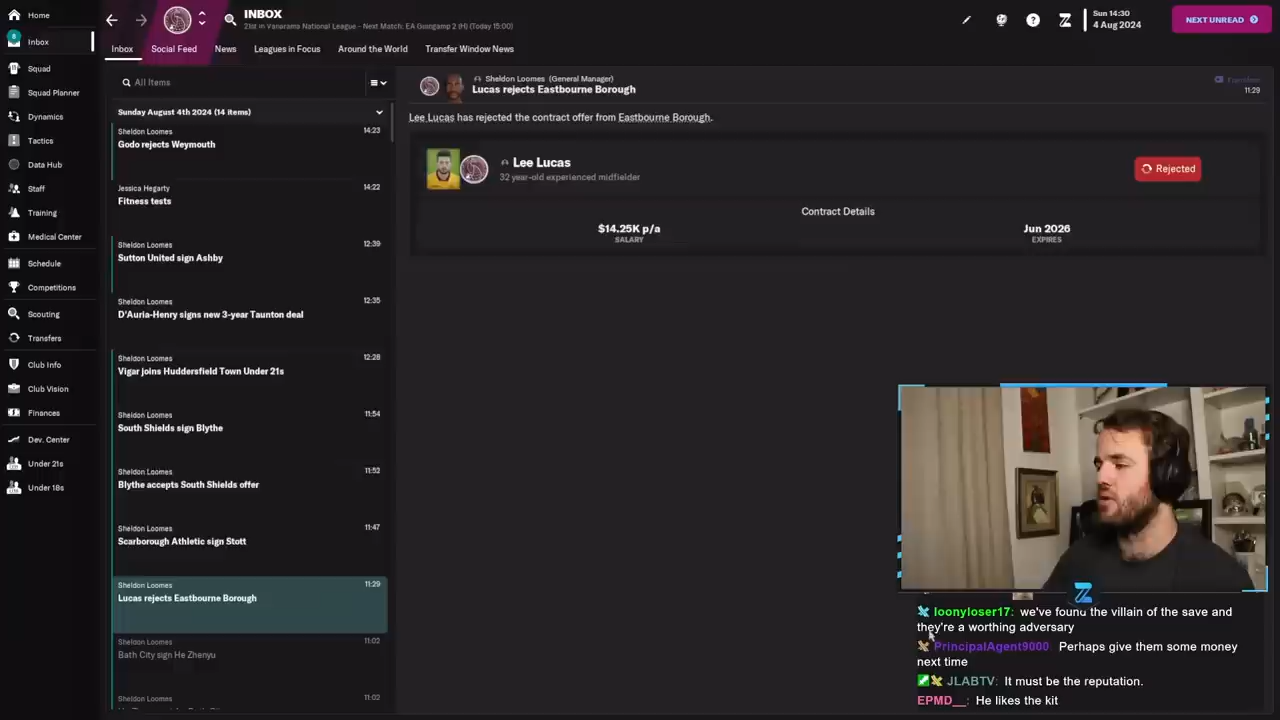 Home
Inbox
Squad
Squad Planner
Dynamics
Tactics
Data Hub
Staff
Training
Medical Center
Schedule
Competitions
Scouting
Transfers
Club Info
Club Vision
Finances
Dev. Center
Under 21s
Under 18s
INBOX
21st in Vanarama National League - Next Match: EA Guingamp 2 (H) (Today 15:00)
Sun 14:30
4 Aug 2024
NEXT UNREAD
Inbox
Social Feed
News
Leagues in Focus
Around the World
Transfer Window News
All Items
Sunday August 4th 2024 (14 items)
Sheldon Loomes 14:23
Godo rejects Weymouth
Jessica Hegarty 14:22
Fitness tests
Sheldon Loomes 12:39
Sutton United sign Ashby
Sheldon Loomes 12:35
D'Auria-Henry signs new 3-year Taunton deal
Sheldon Loomes 12:28
Vigar joins Huddersfield Town Under 21s
Sheldon Loomes 11:54
South Shields sign Blythe
Sheldon Loomes 11:52
Blythe accepts South Shields offer
Sheldon Loomes 11:47
Scarborough Athletic sign Stott
Sheldon Loomes 11:29
Lucas rejects Eastbourne Borough
Sheldon Loomes 11:02
Bath City sign He Zhenyu
Sheldon Loomes 11:02
Sheldon Loomes (General Manager)
Lucas rejects Eastbourne Borough
11:29
Lee Lucas has rejected the contract offer from Eastbourne Borough.
Lee Lucas
32 year-old experienced midfielder
Rejected
Contract Details
$14.25K p/a
SALARY
Jun 2026
EXPIRES
loonyloser17: we've found the villain of the save and
they're a worthing adversary
PrincipalAgent9000: Perhaps give them some money
next time
JLABTV: It must be the reputation.
EPMD__: He likes the kit